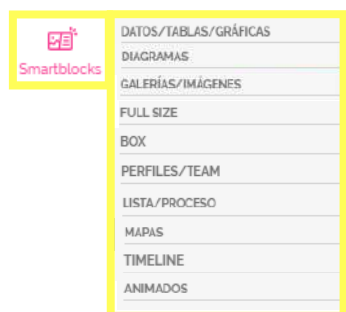 Smartblocks
DATOS/TABLAS/GRÁFICAS
DIAGRAMAS
GALERÍAS/IMÁGENES
FULL SIZE
BOX
PERFILES/TEAM
LISTA/PROCESO
MAPAS
TIMELINE
ANIMADOS